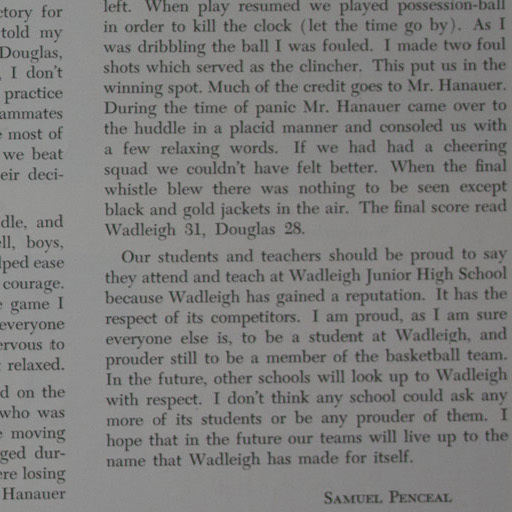 ctory for
told my
Douglas,
, I don't
practice
ammates
most of
we beat
eir deci-
dle, and
ll, boys,
lped ease
courage.
game I
everyone
ervous to
relaxed.
d on the
who was
moving
ged dur-
ere losing
Hanauer
left. When play resumed we played possession-ball
in order to kill the clock (let the time go by). As I
was dribbling the ball I was fouled. I made two foul
shots which served as the clincher. This put us in the
winning spot. Much of the credit goes to Mr. Hanauer.
During the time of panic Mr. Hanauer came over to
the huddle in a placid manner and consoled us with
a few relaxing words. If we had had a cheering
squad we couldn't have felt better. When the final
whistle blew there was nothing to be seen except
black and gold jackets in the air. The final score read
Wadleigh 31, Douglas 28.
Our students and teachers should be proud to say
they attend and teach at Wadleigh Junior High School
because Wadleigh has gained a reputation. It has the
respect of its competitors. I am proud, as I am sure
everyone else is, to be a student at Wadleigh, and
prouder still to be a member of the basketball team.
In the future, other schools will look up to Wadleigh
with respect. I don't think any school could ask any
more of its students or be any prouder of them. I
hope that in the future our teams will live up to the
name that Wadleigh has made for itself.
SAMUEL PENCEAL